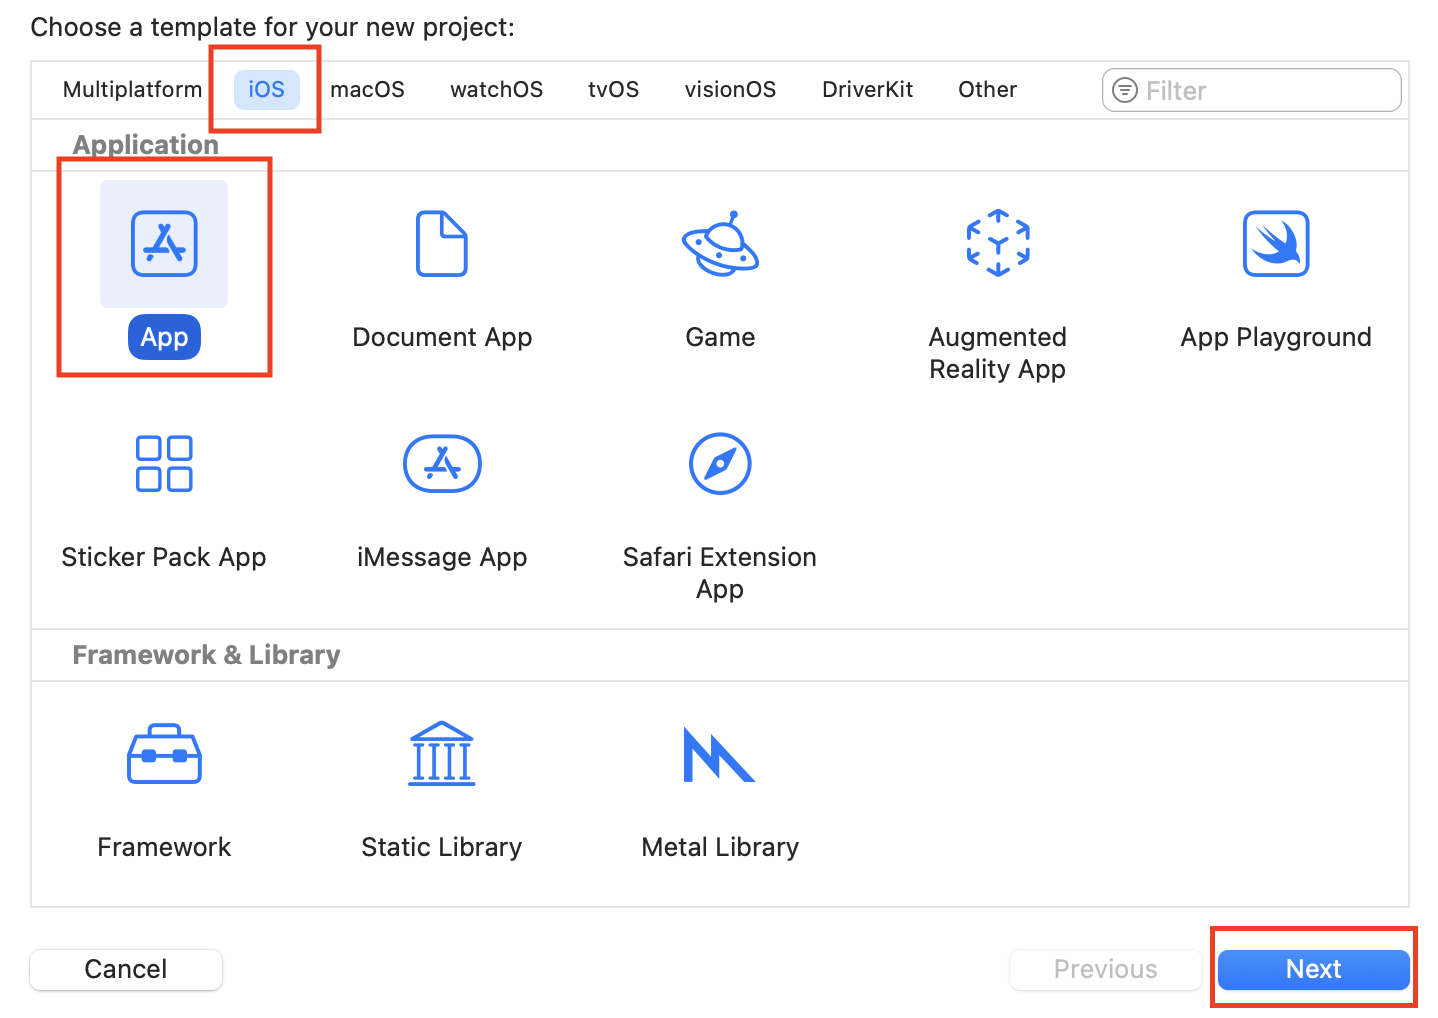 Choose a template for your new project:
Multiplatform iOS macOS watchOS tvOS visionOS DriverKit Other Filter
Application
App Document App Game Augmented Reality App App Playground
Sticker Pack App iMessage App Safari Extension App
Framework & Library
Framework Static Library Metal Library
Cancel Previous Next